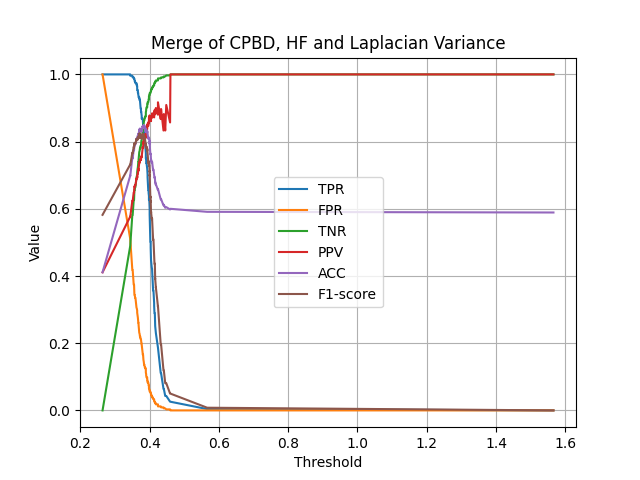 Merge of CPBD, HF and Laplacian Variance
1.0
0.8
0.6
0.4
0.2
0.0
Value
TPR
FPR
TNR
PPV
ACC
F1-score
0.2 0.4 0.6 0.8 1.0 1.2 1.4 1.6
Threshold